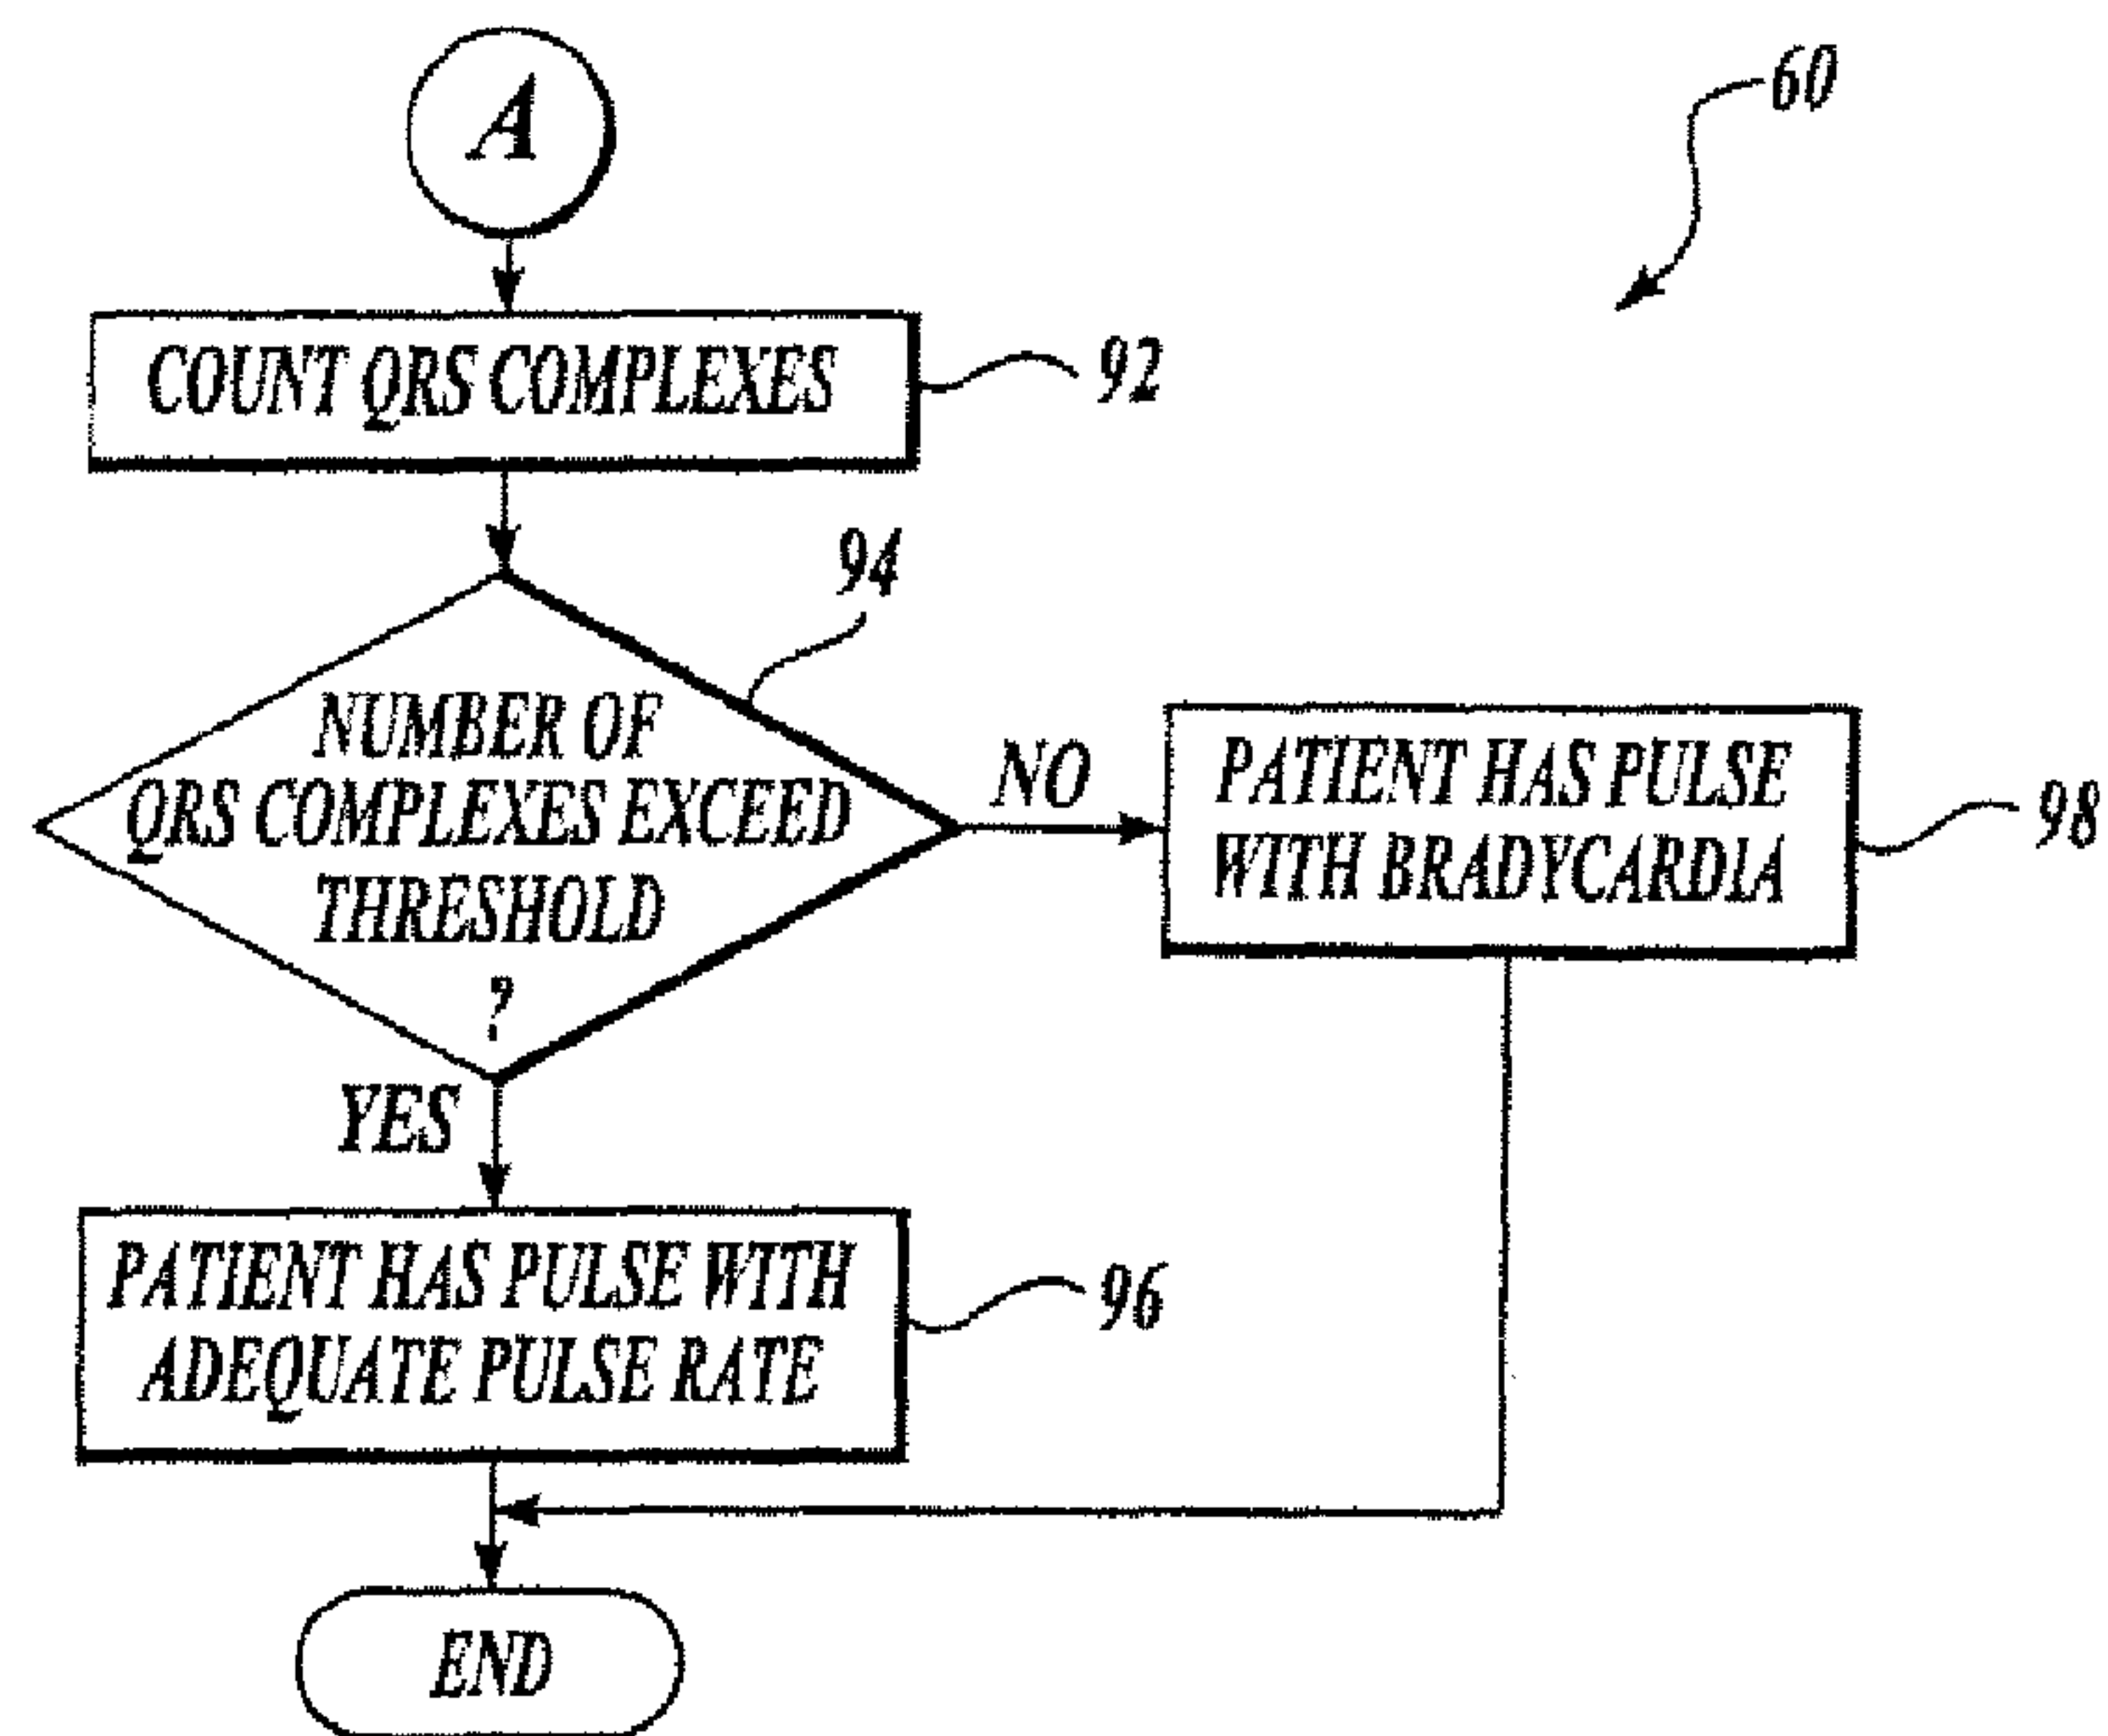 A
60
COUNT QRS COMPLEXES
92
94
NUMBER OF
QRS COMPLEXES EXCEED
THRESHOLD
?
NO
PATIENT HAS PULSE
WITH BRADYCARDIA
98
YES
PATIENT HAS PULSE WITH
ADEQUATE PULSE RATE
96
END